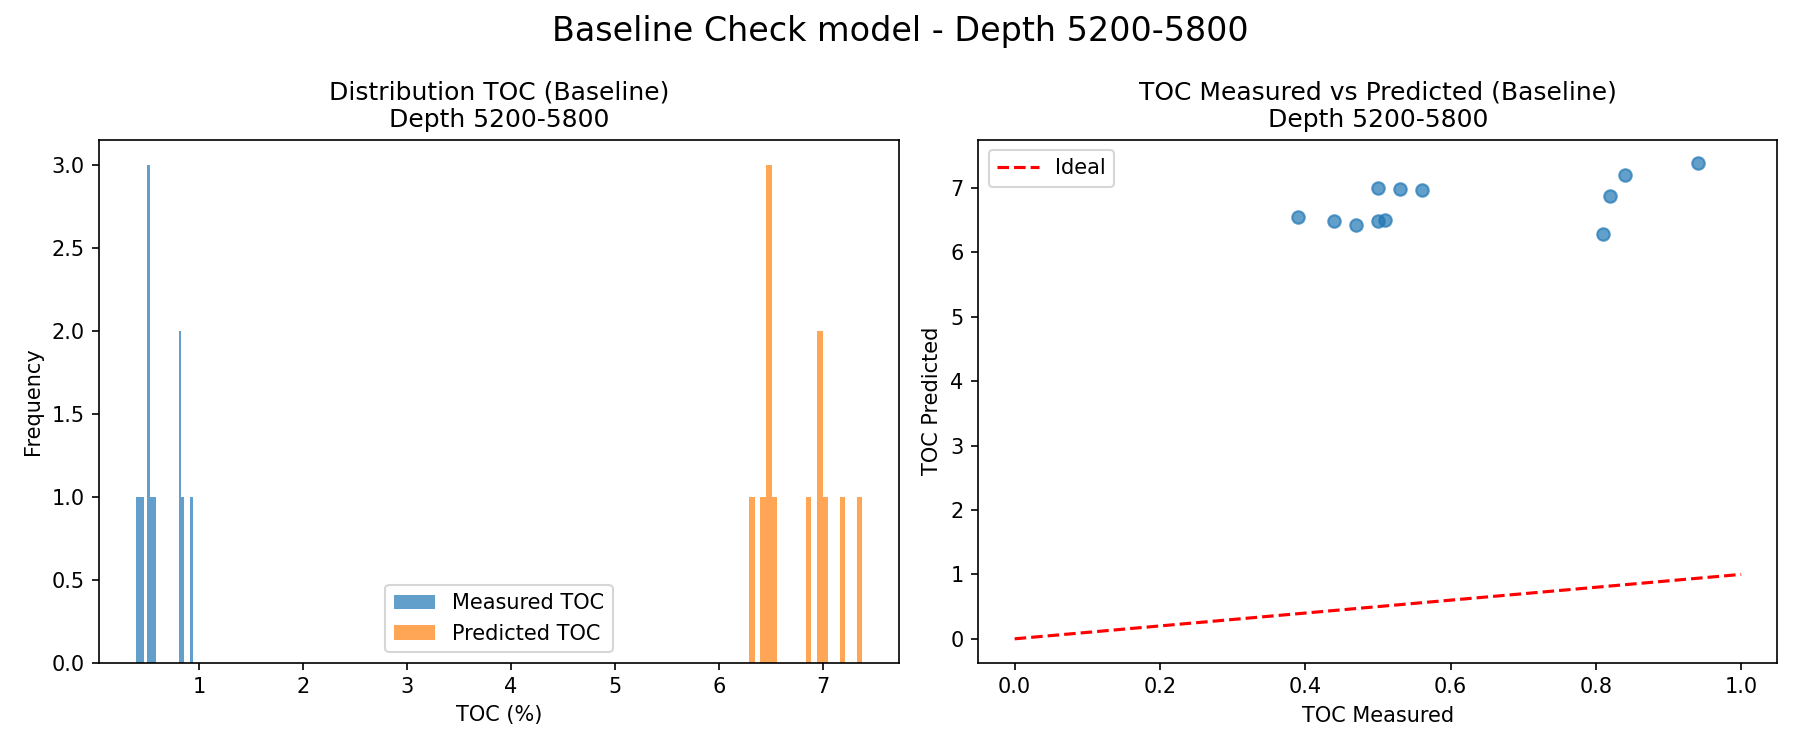 Baseline Check model - Depth 5200-5800
Distribution TOC (Baseline)
Depth 5200-5800
Frequency
3.0
2.5
2.0
1.5
1.0
0.5
0.0
Measured TOC
Predicted TOC
1 2 3 4 5 6 7
TOC (%)
TOC Measured vs Predicted (Baseline)
Depth 5200-5800
Ideal
TOC Predicted
7
6
5
4
3
2
1
0
0.0 0.2 0.4 0.6 0.8 1.0
TOC Measured